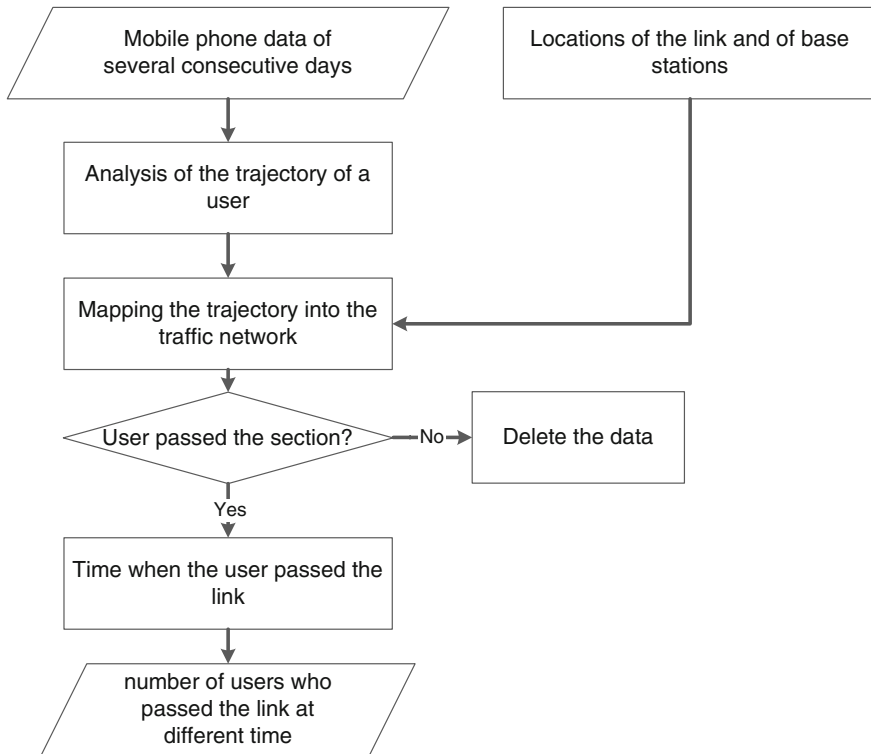 Mobile phone data of
several consecutive days
Locations of the link and of base
stations
Analysis of the trajectory of a
user
Mapping the trajectory into the
traffic network
User passed the section?
No
Delete the data
Yes
Time when the user passed the
link
number of users who
passed the link at
different time